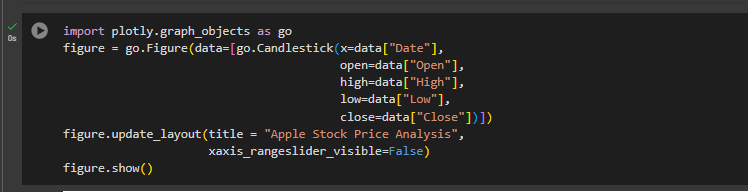 0s
import plotly.graph_objects as go
figure = go.Figure(data=[go.Candlestick(x=data["Date"],
                                        open=data["Open"],
                                        high=data["High"],
                                        low=data["Low"],
                                        close=data["Close"])])
figure.update_layout(title = "Apple Stock Price Analysis",
                     xaxis_rangeslider_visible=False)
figure.show()